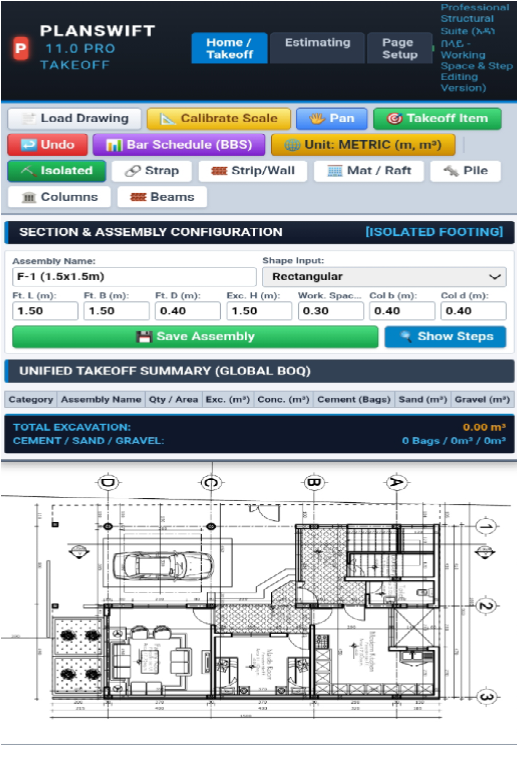 P
PLANSWIFT
11.0 PRO
TAKEOFF
Home / Takeoff
Estimating
Page Setup
Professional
Structural
Suite (አዲስ
Working
Space & Step
Editing
Version)
Load Drawing
Calibrate Scale
Pan
Takeoff Item
Undo
Bar Schedule (BBS)
Unit: METRIC (m, m³)
Isolated
Strap
Strip/Wall
Mat / Raft
Pile
Columns
Beams
SECTION & ASSEMBLY CONFIGURATION [ISOLATED FOOTING]
Assembly Name: Shape Input:
F-1 (1.5x1.5m) Rectangular
Ft. L (m): Ft. B (m): Ft. D (m): Exc. H (m): Work. Spac... Col b (m): Col d (m):
1.50 1.50 0.40 1.50 0.30 0.40 0.40
Save Assembly Show Steps
UNIFIED TAKEOFF SUMMARY (GLOBAL BOQ)
Category Assembly Name Qty / Area Exc. (m³) Conc. (m³) Cement (Bags) Sand (m³) Gravel (m³)
TOTAL EXCAVATION: 0.00 m³
CEMENT / SAND / GRAVEL: 0 Bags / 0m³ / 0m³
D C B A
1
2
3